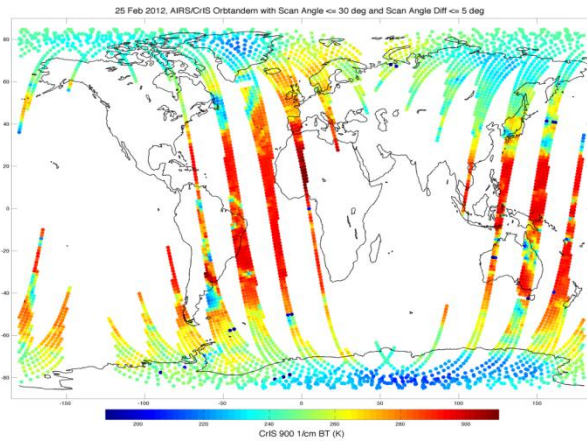 25 Feb 2012, AIRS/CrIS Orbtandem with Scan Angle <= 30 deg and Scan Angle Diff <= 5 deg
80
60
40
20
0
-20
-40
-60
-80
-150 -100 -50 0 50 100 150
200 220 240 260 280 300
CrIS 900 1/cm BT (K)